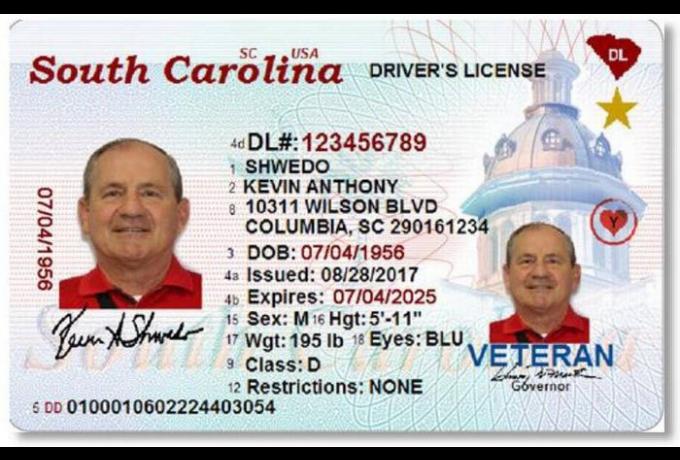 SC USA
South Carolina DRIVER'S LICENSE DL
4d DL#:123456789
1 SHWEDO
2 KEVIN ANTHONY
8 10311 WILSON BLVD
COLUMBIA, SC 290161234
Y
07/04/1956
3 DOB: 07/04/1956
4a Issued: 08/28/2017
4b Expires: 07/04/2025
15 Sex: M 16 Hgt: 5'-11"
17 Wgt: 195 lb 18 Eyes: BLU
VETERAN
9 Class: D
Governor
12 Restrictions: NONE
5 DD 0100010602224403054
South Carolina